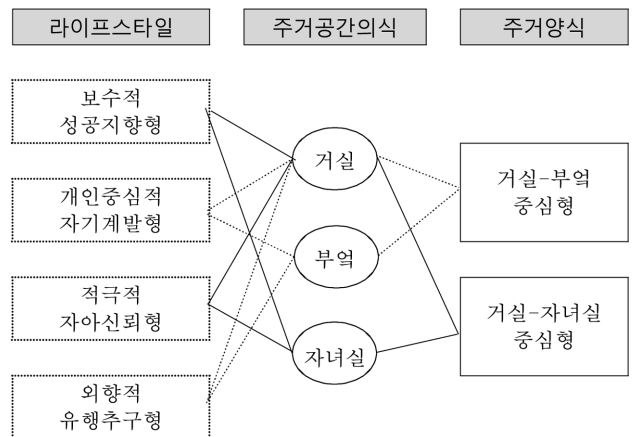 라이프스타일
주거공간의식
주거양식
보수적
성공지향형
개인중심적
자기계발형
적극적
자아신뢰형
외향적
유행추구형
거실
부엌
자녀실
거실-부엌
중심형
거실-자녀실
중심형